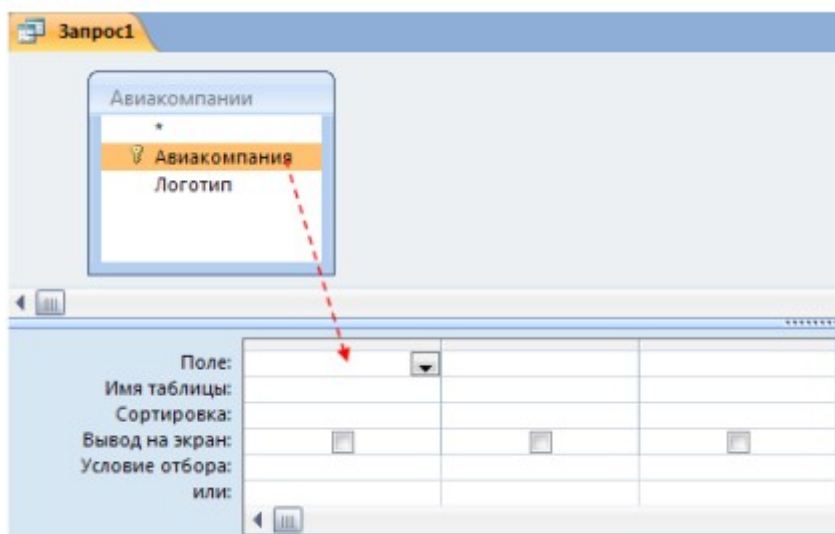 Запрос1
Авиакомпании
*
Авиакомпания
Логотип
Поле:
Имя таблицы:
Сортировка:
Вывод на экран:
Условие отбора:
или: